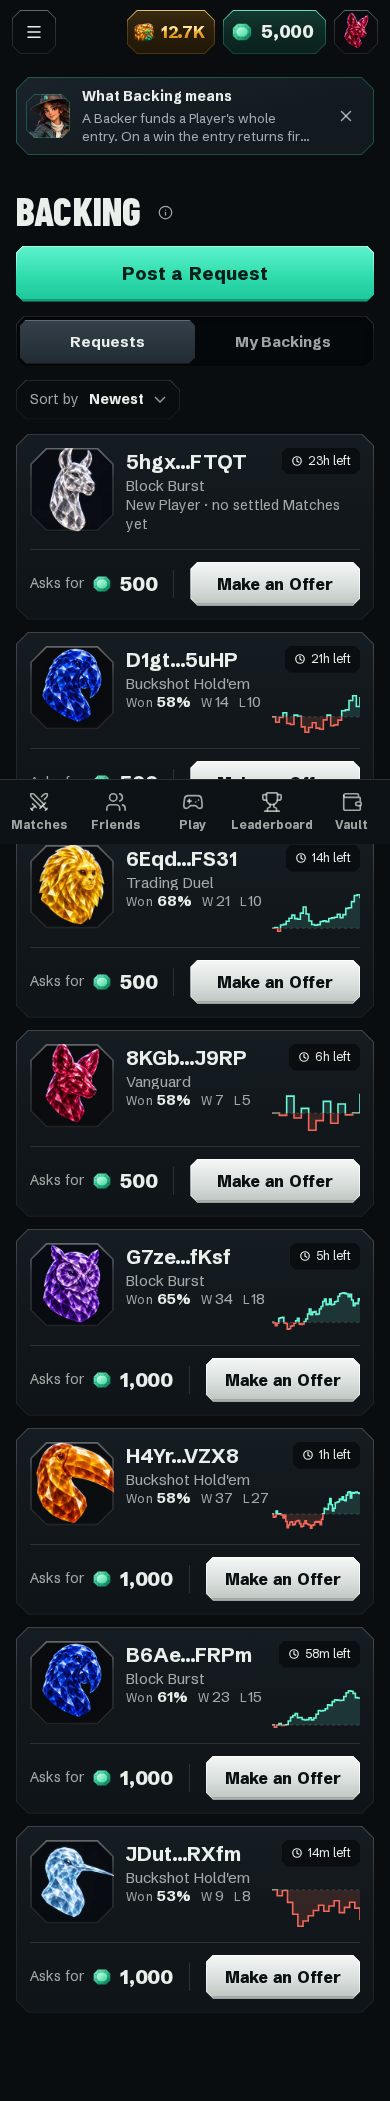 12.7K 5,000
What Backing means
A Backer funds a Player's whole
entry. On a win the entry returns fir...
BACKING
Post a Request
Requests My Backings
Sort by Newest
5hgx...FTQT 23h left
Block Burst
New Player · no settled Matches
yet
Asks for 500 Make an Offer
D1gt...5uHP 21h left
Buckshot Hold'em
Won 58% W 14 L 10
Matches Friends Play Leaderboard Vault
6Eqd...FS31 14h left
Trading Duel
Won 68% W 21 L 10
Asks for 500 Make an Offer
8KGb...J9RP 6h left
Vanguard
Won 58% W 7 L 5
Asks for 500 Make an Offer
G7ze...fKsf 5h left
Block Burst
Won 65% W 34 L 18
Asks for 1,000 Make an Offer
H4Yr...VZX8 1h left
Buckshot Hold'em
Won 58% W 37 L 27
Asks for 1,000 Make an Offer
B6Ae...FRPm 58m left
Block Burst
Won 61% W 23 L 15
Asks for 1,000 Make an Offer
JDut...RXfm 14m left
Buckshot Hold'em
Won 53% W 9 L 8
Asks for 1,000 Make an Offer